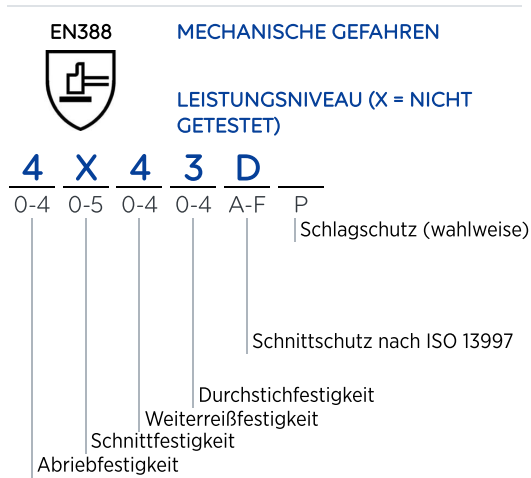 EN388
MECHANISCHE GEFAHREN
LEISTUNGSNIVEAU (X = NICHT
GETESTET)
4 X 4 3 D
0-4 0-5 0-4 0-4 A-F P
Schlagschutz (wahlweise)
Schnittschutz nach ISO 13997
Durchstichfestigkeit
Weiterreißfestigkeit
Schnittfestigkeit
Abriebfestigkeit